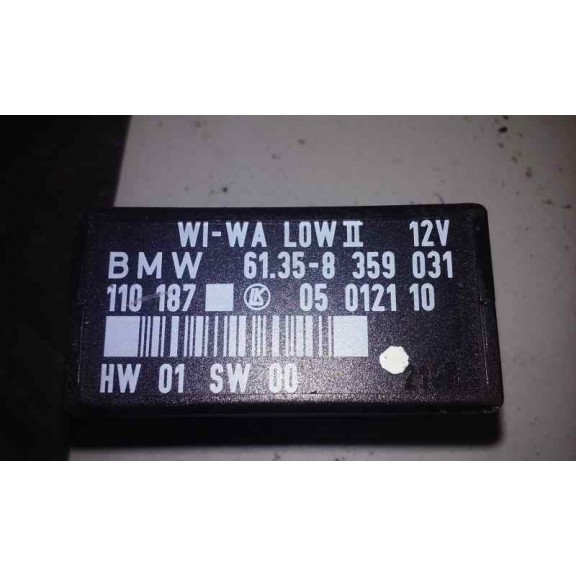 WI-WA LOW II 12V
BMW 61.35-8 359 031
110 187 LK 05 0121 10
HW 01 SW 00